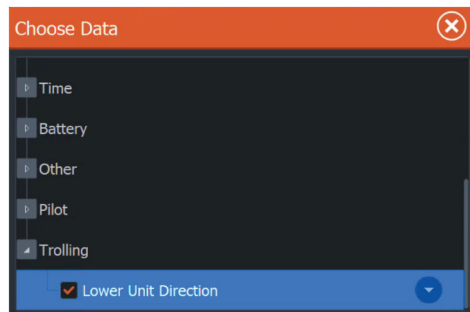 Choose Data
Time
Battery
Other
Pilot
Trolling
Lower Unit Direction